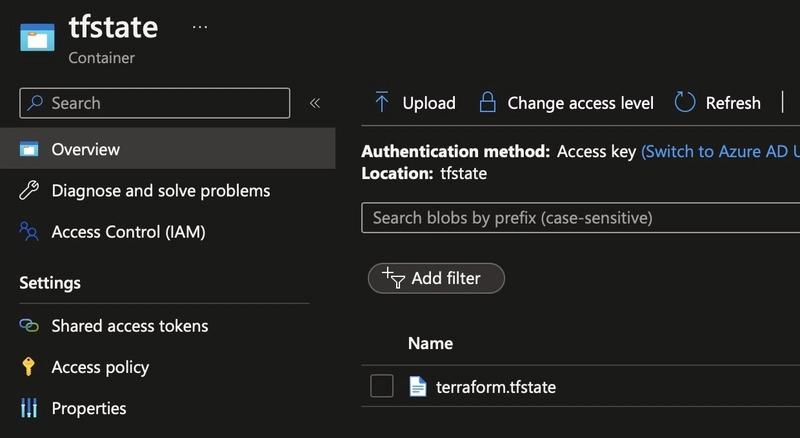 tfstate
...
Container
Search
«
Overview
Diagnose and solve problems
Access Control (IAM)
Settings
Shared access tokens
Access policy
Properties
Upload Change access level Refresh
Authentication method: Access key (Switch to Azure AD U
Location: tfstate
Search blobs by prefix (case-sensitive)
Add filter
Name
terraform.tfstate